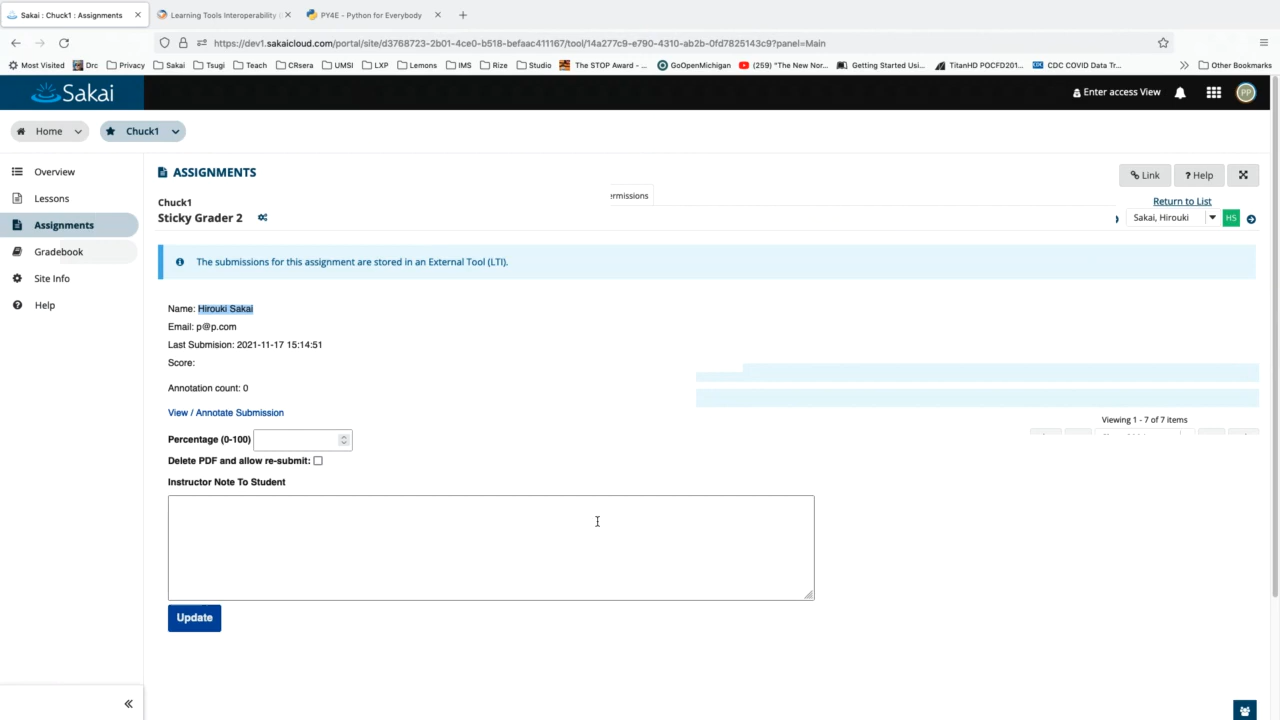 Sakai : Chuck1 : Assignments
Learning Tools Interoperability
PY4E - Python for Everybody
https://dev1.sakaicloud.com/portal/site/d3768723-2b01-4ce0-b518-befaac411167/tool/14a277c9-e790-4310-ab2b-0fd7825143c9?panel=Main
Most Visited Drc Privacy Sakai Tsugi Teach CRsera UMSI LXP Lemons IMS Rize Studio The STOP Award - ... GoOpenMichigan (259) "The New Nor... Getting Started Usi... TitanHD POCFD201... CDC COVID Data Tr... Other Bookmarks
Sakai
Enter access View
PP
Home
Chuck1
Overview
Lessons
Assignments
Gradebook
Site Info
Help
ASSIGNMENTS
Link
? Help
ermissions
Return to List
Chuck1
Sticky Grader 2
Sakai, Hirouki
HS
The submissions for this assignment are stored in an External Tool (LTI).
Name: Hirouki Sakai
Email: p@p.com
Last Submision: 2021-11-17 15:14:51
Score:
Annotation count: 0
View / Annotate Submission
Viewing 1 - 7 of 7 items
Percentage (0-100)
Delete PDF and allow re-submit:
Instructor Note To Student
Update